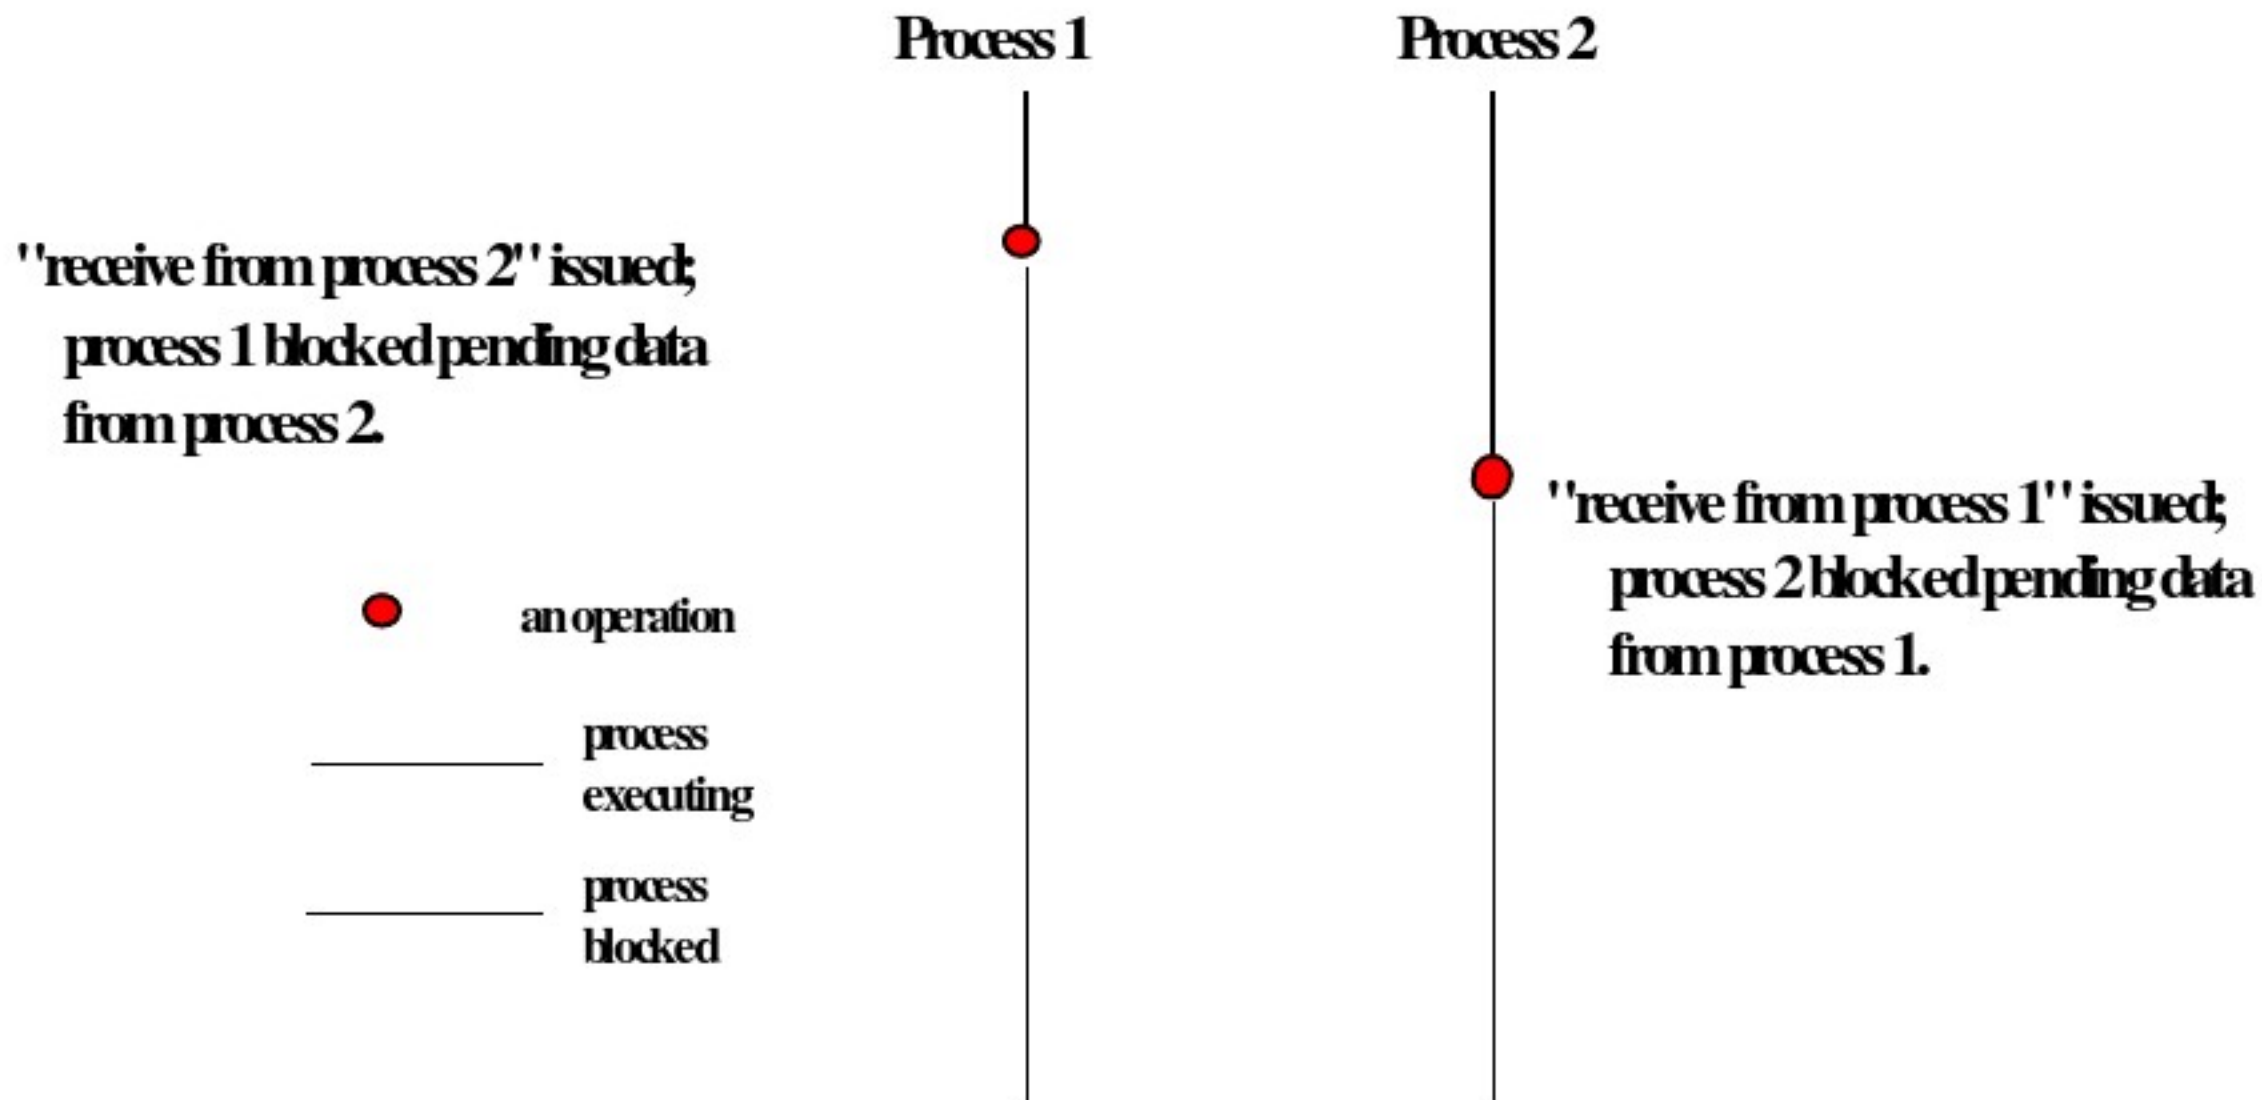 Process 1
Process 2
"receive from process 2" issued;
process 1 blocked pending data
from process 2.
"receive from process 1" issued;
process 2 blocked pending data
from process 1.
an operation
process
executing
process
blocked